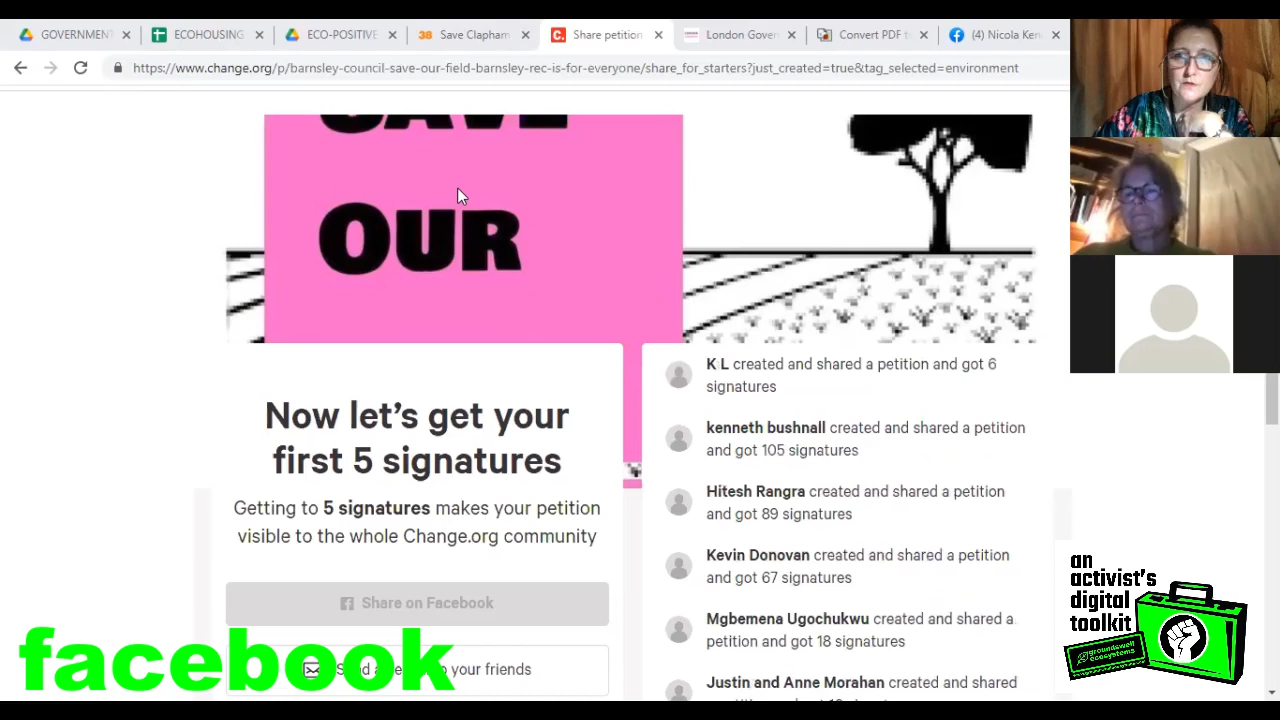 GOVERNMENT
ECOHOUSING
ECO-POSITIVE
38 Save Clapham
C. Share petition
London Gover
Convert PDF t
(4) Nicola Ken
https://www.change.org/p/barnsley-council-save-our-field-barnsley-rec-is-for-everyone/share_for_starters?just_created=true&tag_selected=environment
SAVE
OUR
Now let's get your
first 5 signatures
Getting to 5 signatures makes your petition
visible to the whole Change.org community
Share on Facebook
to your friends
facebook
K L created and shared a petition and got 6
signatures
kenneth bushnall created and shared a petition
and got 105 signatures
Hitesh Rangra created and shared a petition
and got 89 signatures
Kevin Donovan created and shared a petition
and got 67 signatures
Mgbemena Ugochukwu created and shared a
petition and got 18 signatures
Justin and Anne Morahan created and shared
an
activist's
digital
toolkit
groundswell
ecosystems